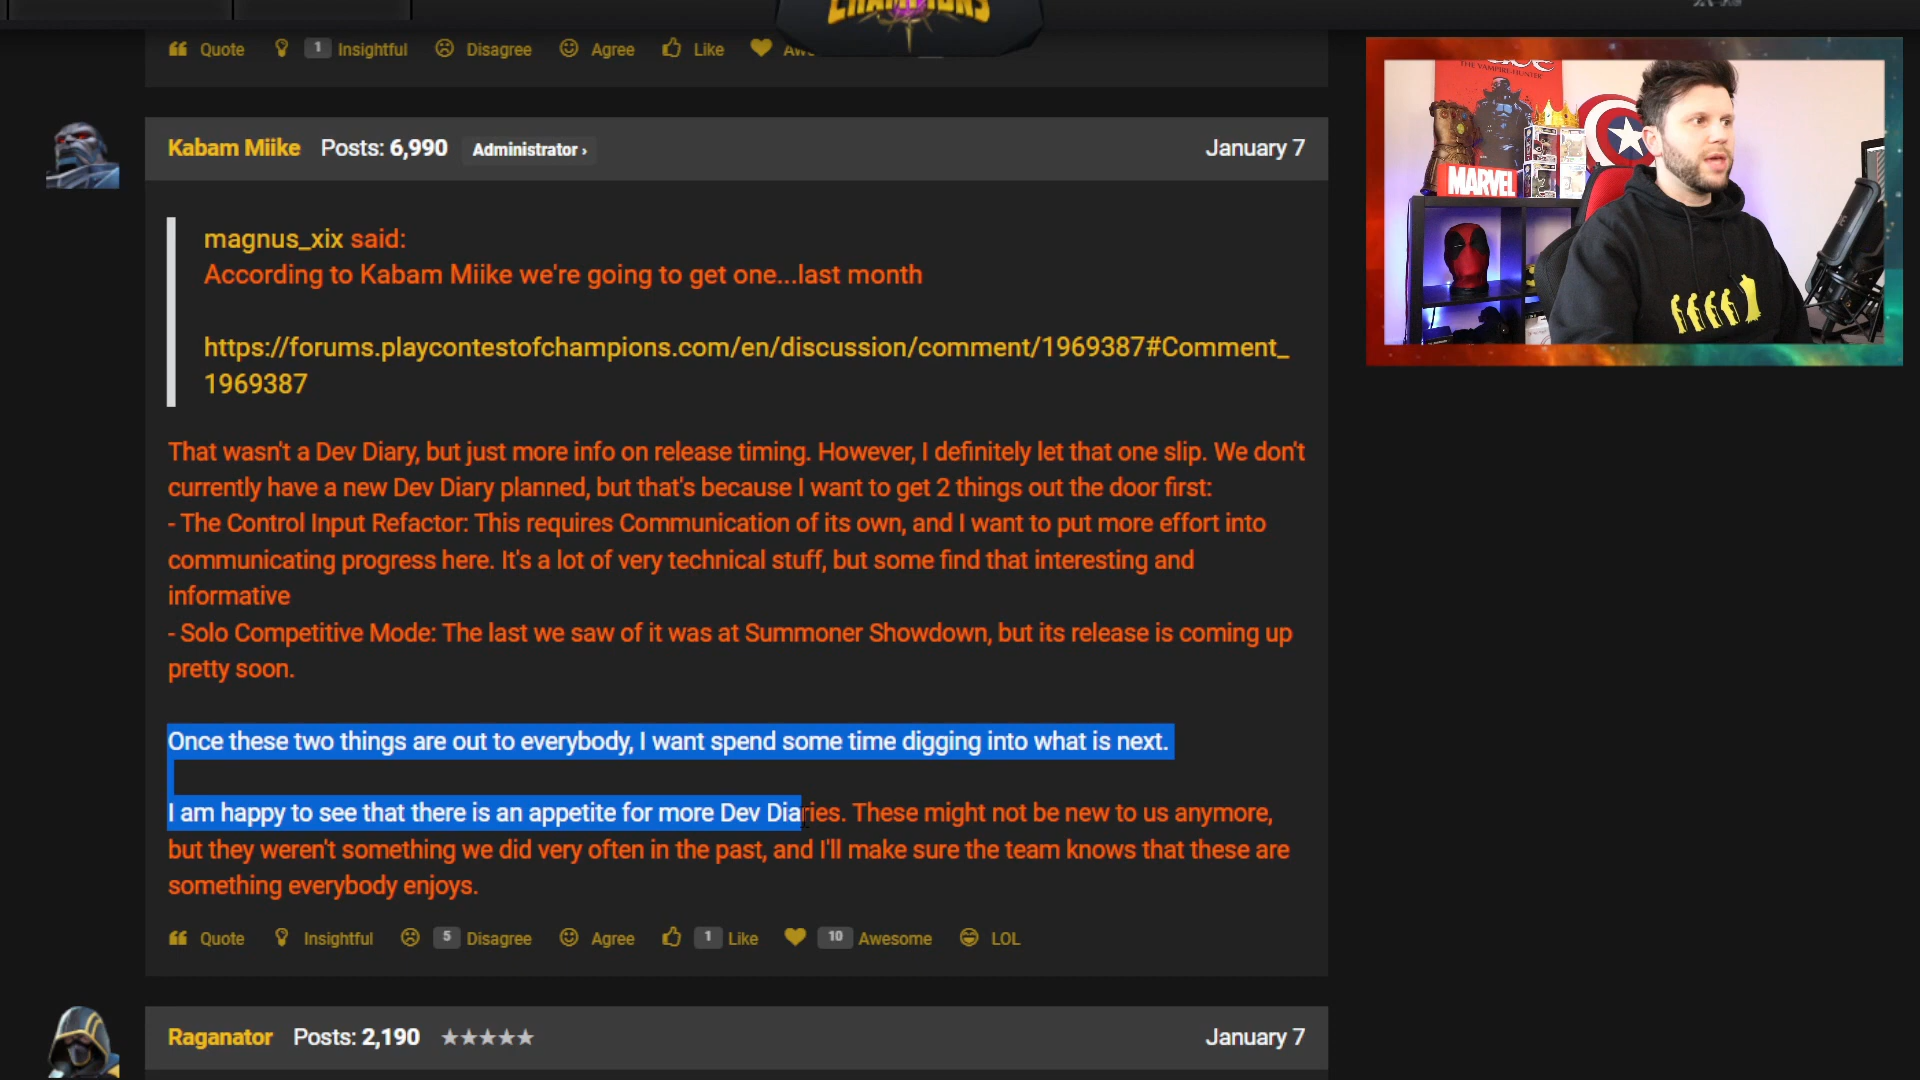 CHAMPIONS
Quote 1 Insightful Disagree Agree Like
Kabam Miike Posts: 6,990 Administrator › January 7
magnus_xix said:
According to Kabam Miike we're going to get one...last month
https://forums.playcontestofchampions.com/en/discussion/comment/1969387#Comment_
1969387
That wasn't a Dev Diary, but just more info on release timing. However, I definitely let that one slip. We don't
currently have a new Dev Diary planned, but that's because I want to get 2 things out the door first:
- The Control Input Refactor: This requires Communication of its own, and I want to put more effort into
communicating progress here. It's a lot of very technical stuff, but some find that interesting and
informative
- Solo Competitive Mode: The last we saw of it was at Summoner Showdown, but its release is coming up
pretty soon.
Once these two things are out to everybody, I want spend some time digging into what is next.
I am happy to see that there is an appetite for more Dev Diaries. These might not be new to us anymore,
but they weren't something we did very often in the past, and I'll make sure the team knows that these are
something everybody enjoys.
Quote Insightful 5 Disagree Agree 1 Like 10 Awesome LOL
Raganator Posts: 2,190 ★★★★★ January 7
THE VAMPIRE HUNTER
MARVEL